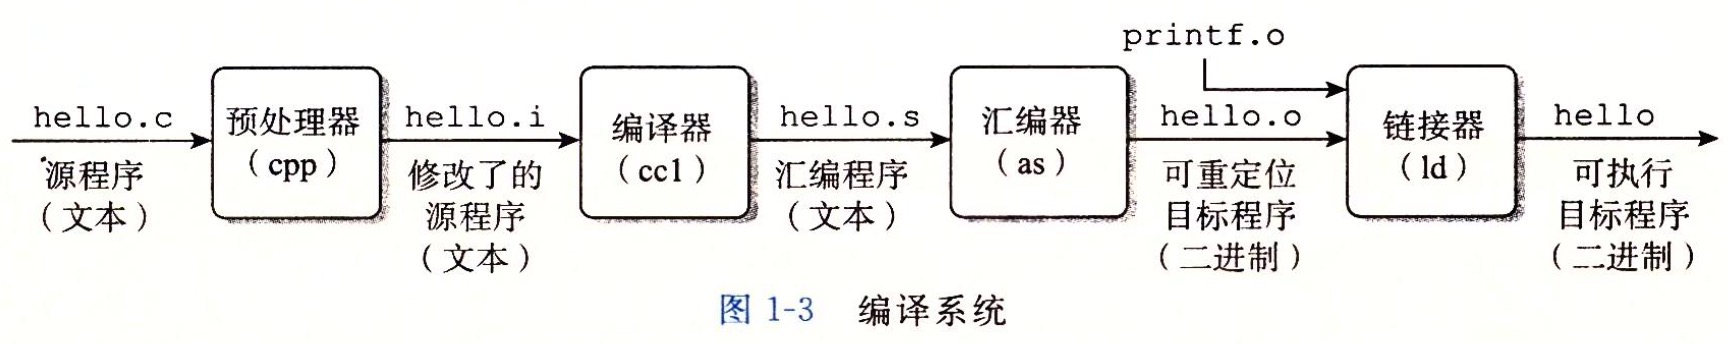 printf.o
hello.c
预处理器
(cpp)
hello.i
编译器
(cc1)
hello.s
汇编器
(as)
hello.o
链接器
(ld)
hello
源程序
(文本)
修改了的
源程序
(文本)
汇编程序
(文本)
可重定位
目标程序
(二进制)
可执行
目标程序
(二进制)
图 1-3 编译系统